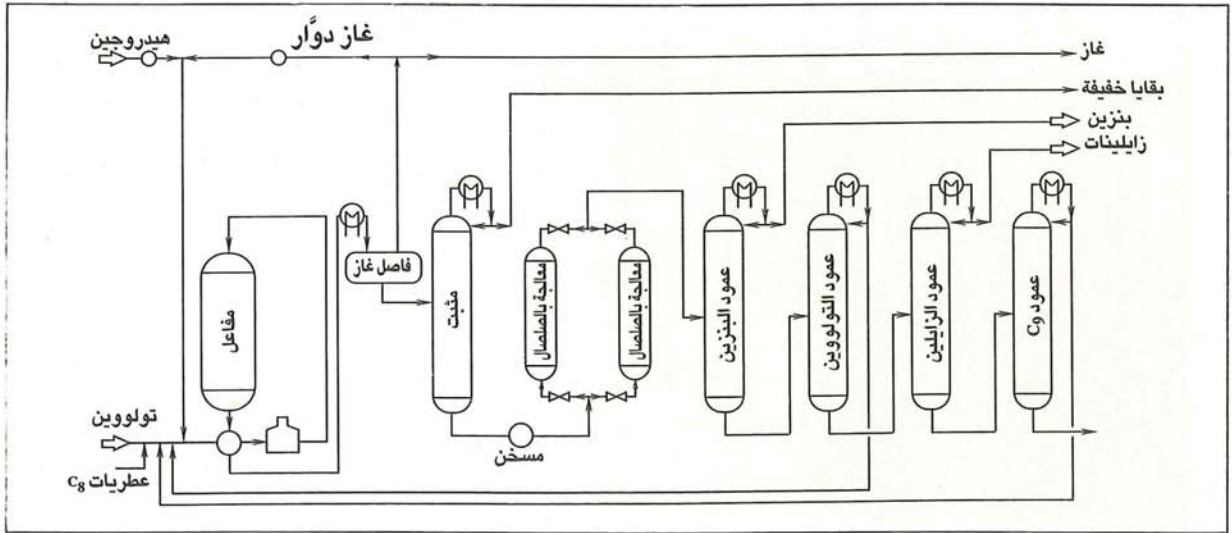 غاز دوَّار
هيدروجين
غاز
بقايا خفيفة
بنزين
زايلينات
فاصل غاز
مفاعل
مثبت
معالجة بالصلصال
معالجة بالصلصال
عمود البنزين
عمود التولووين
عمود الزايلين
عمود C9
تولووين
مسخن
عطريات C8